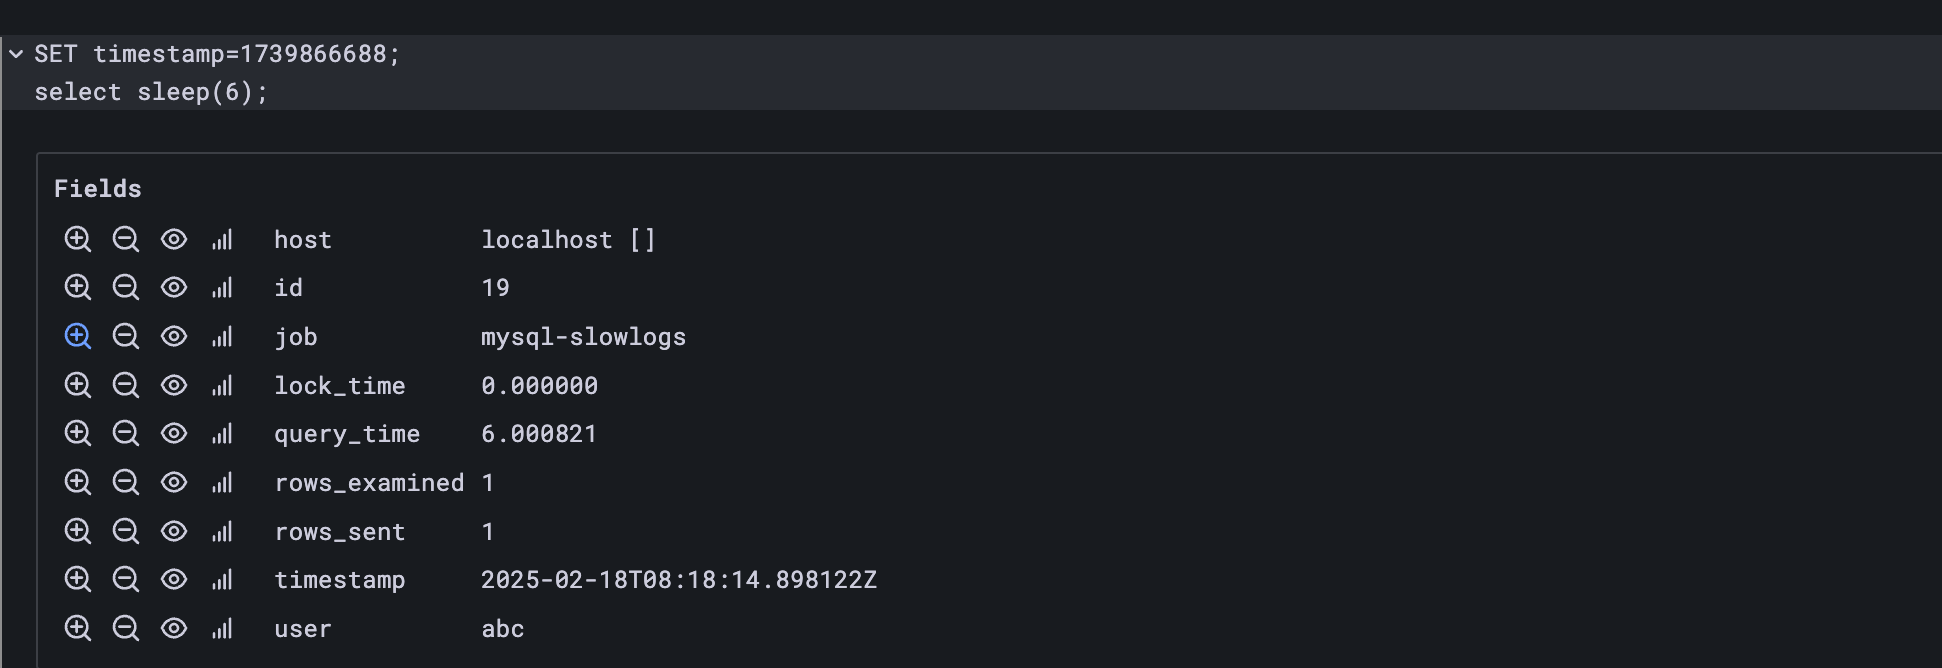 SET timestamp=1739866688;
select sleep(6);
Fields
host localhost []
id 19
job mysql-slowlogs
lock_time 0.000000
query_time 6.000821
rows_examined 1
rows_sent 1
timestamp 2025-02-18T08:18:14.898122Z
user abc